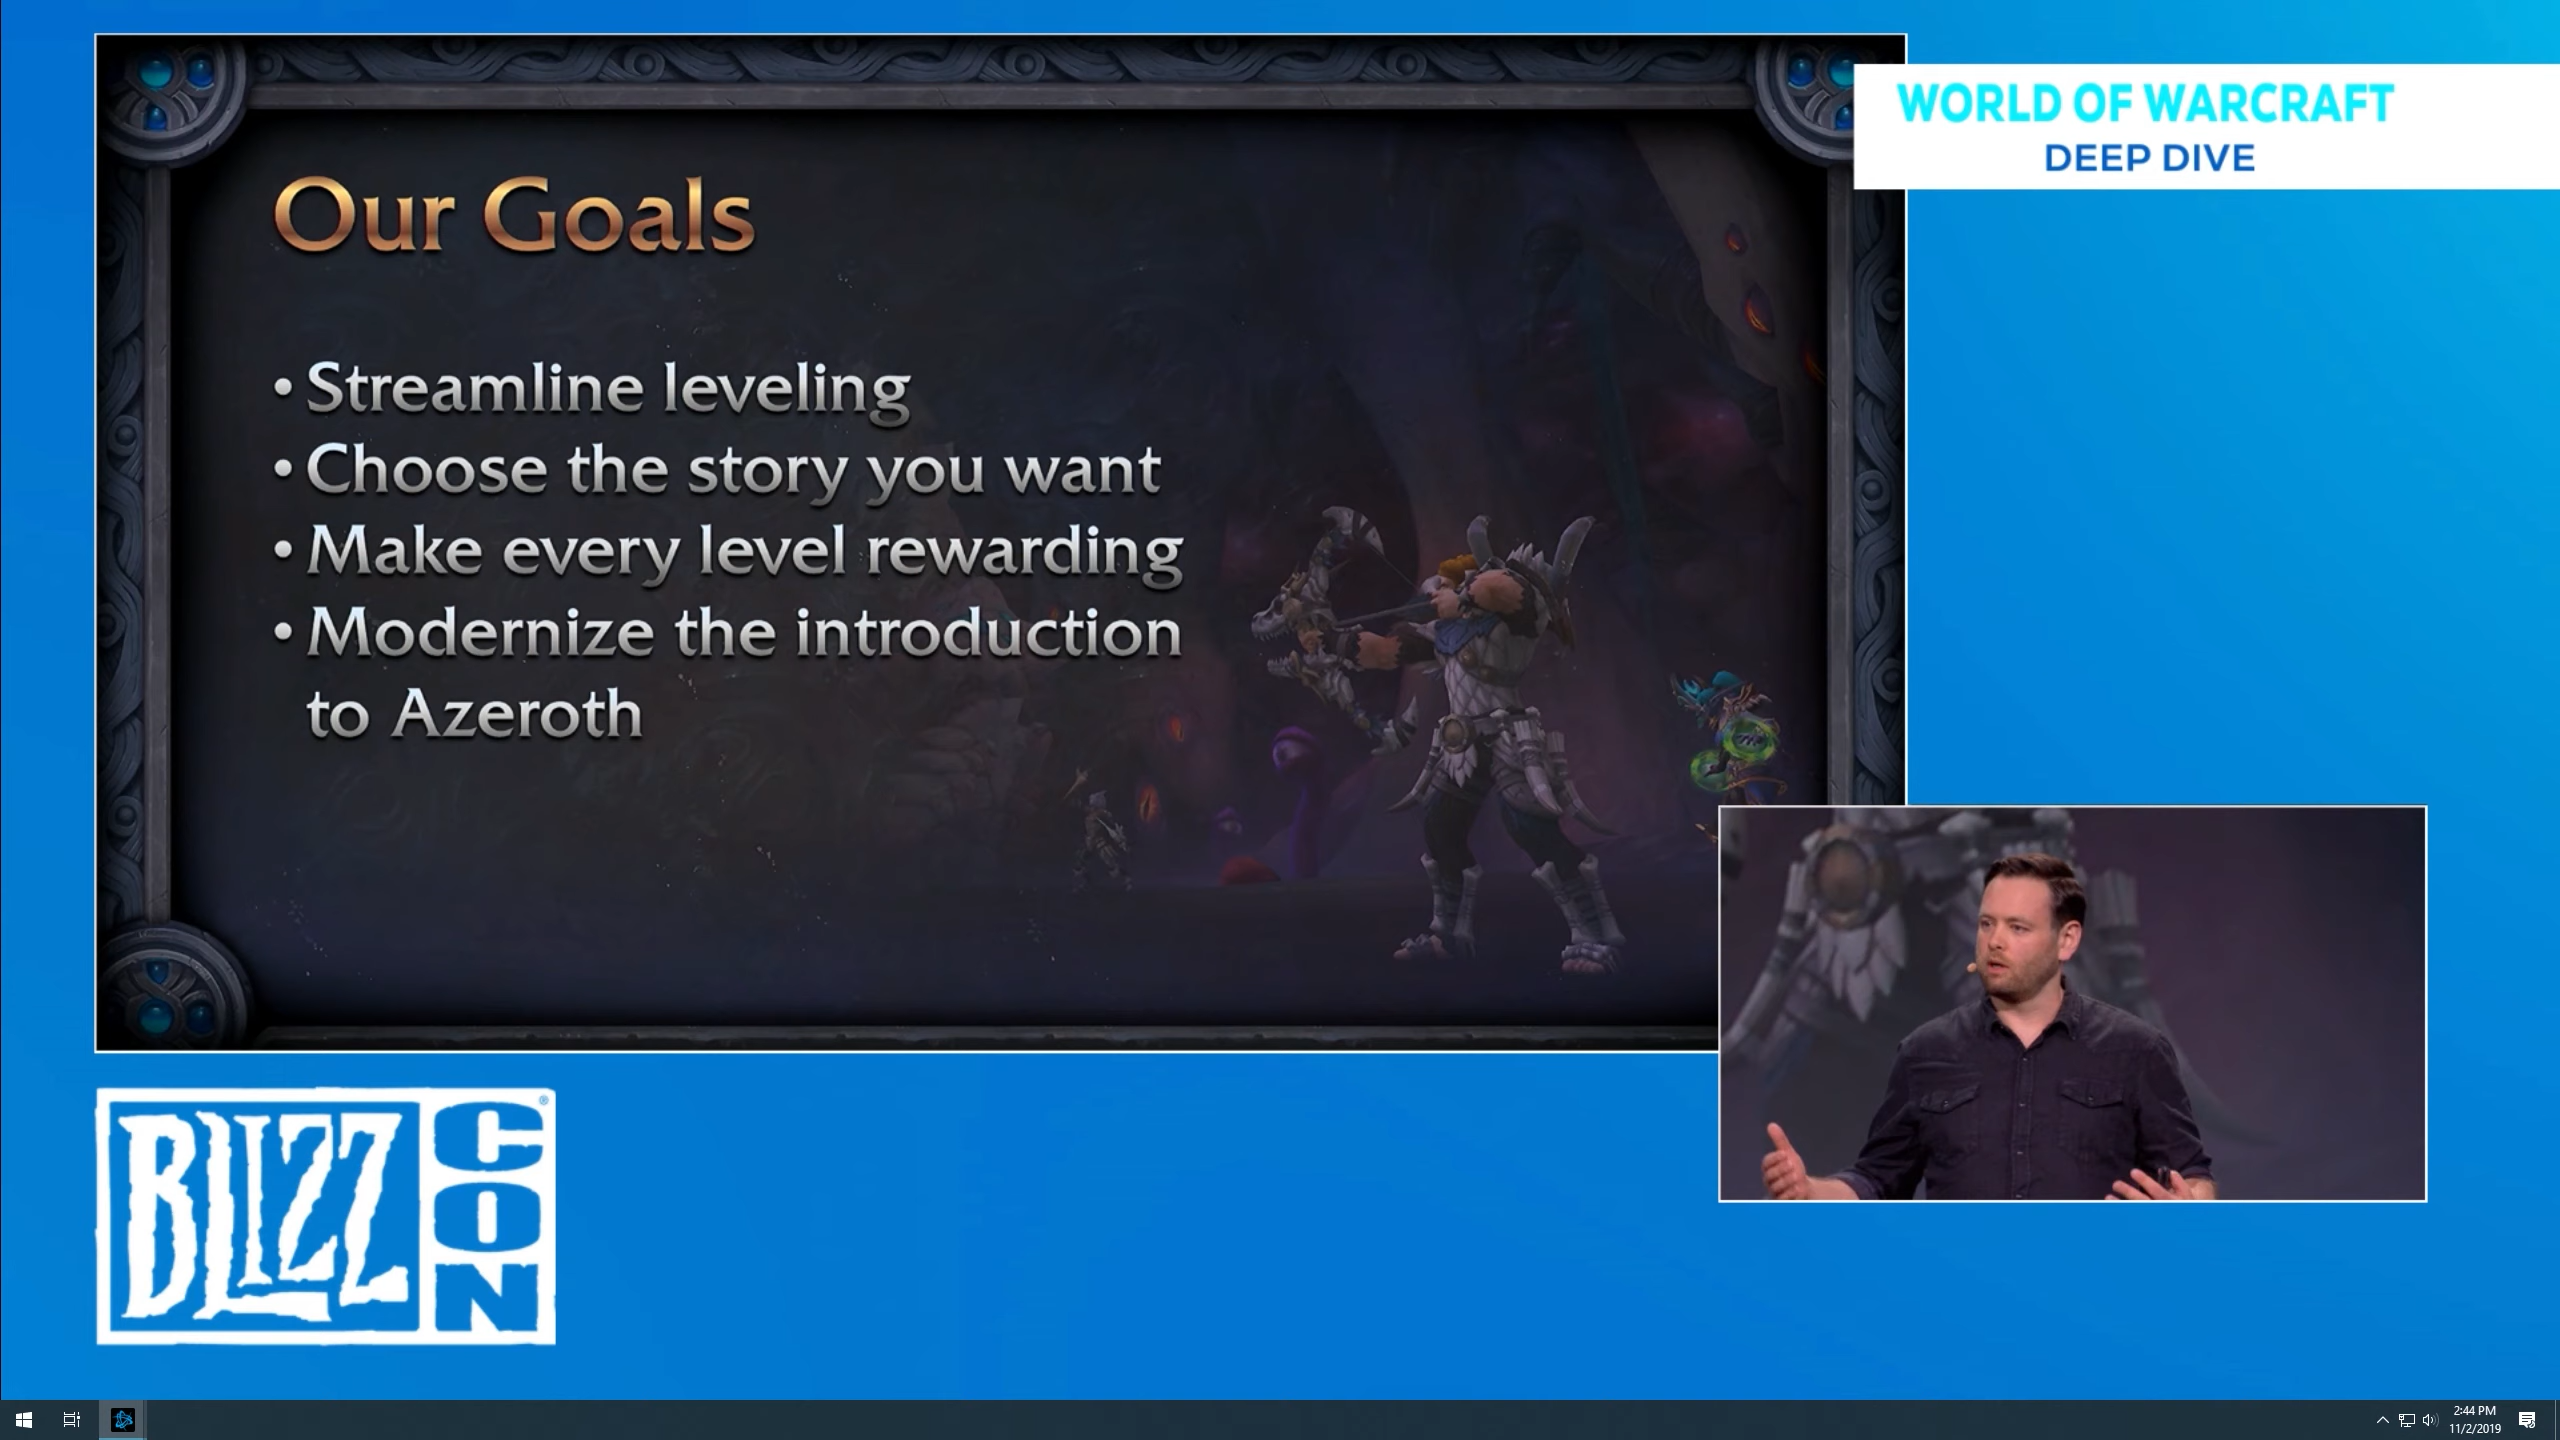 WORLD OF WARCRAFT
DEEP DIVE
Our Goals
• Streamline leveling
• Choose the story you want
• Make every level rewarding
• Modernize the introduction
to Azeroth
BLIZZ
CON
®
2:44 PM
11/2/2019